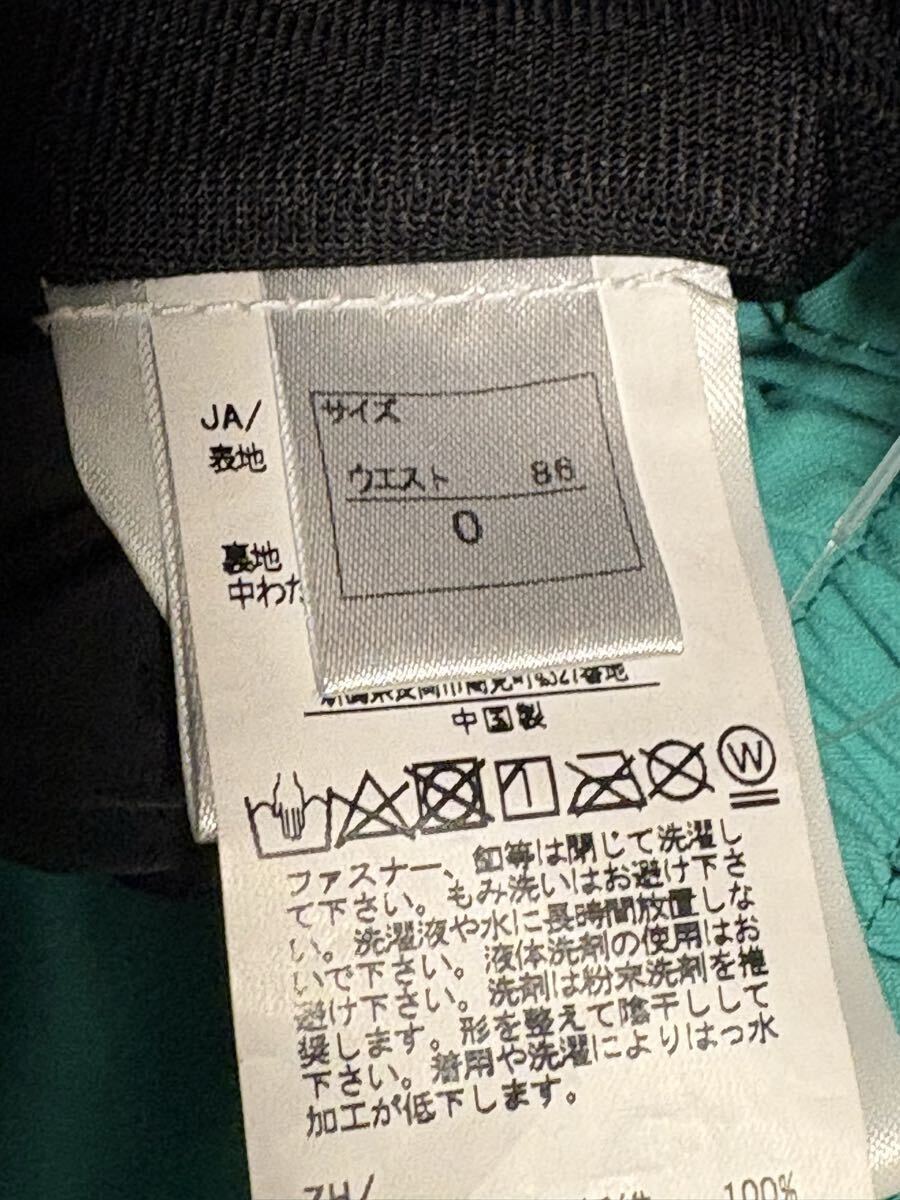 サイズ
ウエスト 86
0
JA/
表地
裏地
中わた
中国製
W
ファスナー、釦等は閉じて洗濯し
て下さい。もみ洗いはお避け下さ
い。洗濯液や水に長時間放置しな
いで下さい。液体洗剤の使用はお
避け下さい。洗剤は粉末洗剤を推
奨します。形を整えて陰干しして
下さい。着用や洗濯によりはっ水
加工が低下します。
ZH/
100%